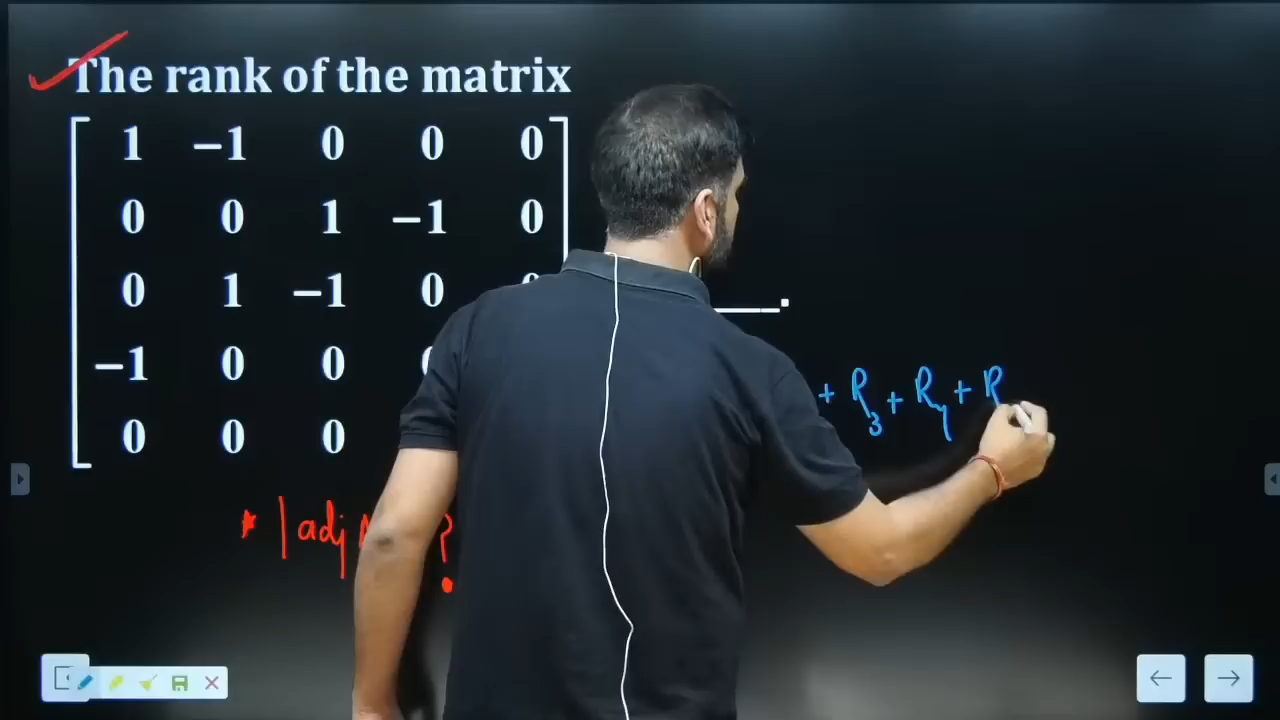 The rank of the matrix
1 −1 0 0 0
0 0 1 −1 0
0 1 −1 0
−1 0 0
0 0 0
____.
+ R3 + R4 + R
* |adj ?